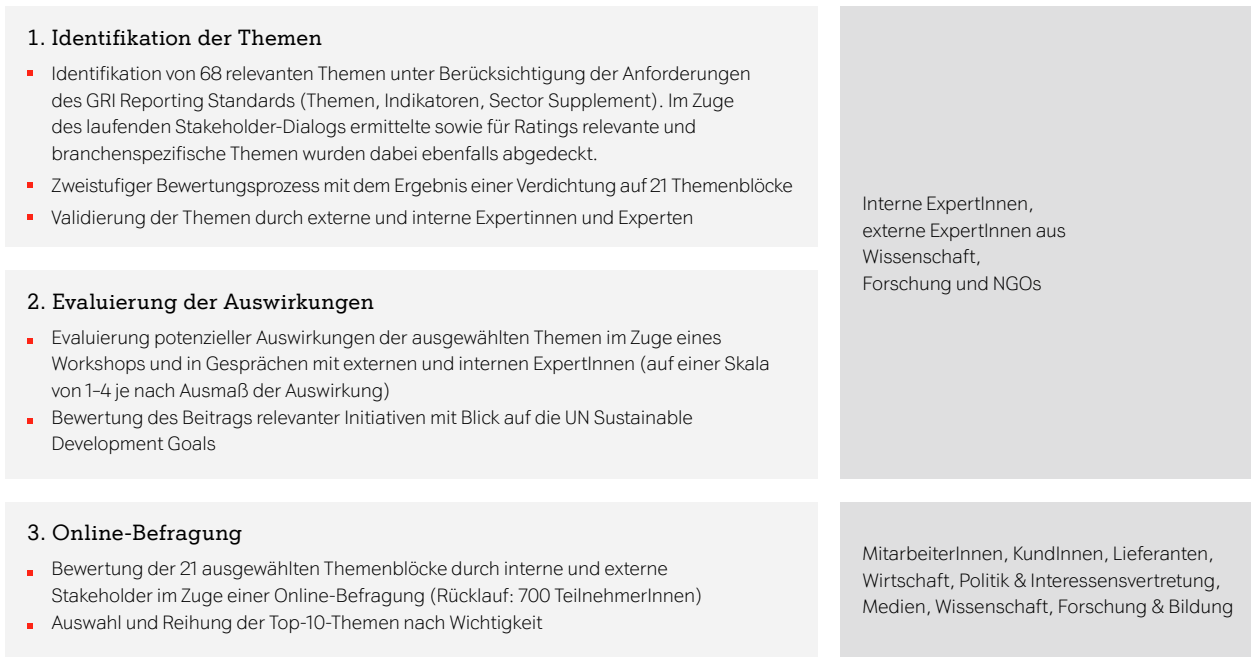 1. Identifikation der Themen
Identifikation von 68 relevanten Themen unter Berücksichtigung der Anforderungen
des GRI Reporting Standards (Themen, Indikatoren, Sector Supplement). Im Zuge
des laufenden Stakeholder-Dialogs ermittelte sowie für Ratings relevante und
branchenspezifische Themen wurden dabei ebenfalls abgedeckt.
Zweistufiger Bewertungsprozess mit dem Ergebnis einer Verdichtung auf 21 Themenblöcke
Validierung der Themen durch externe und interne Expertinnen und Experten
2. Evaluierung der Auswirkungen
Evaluierung potenzieller Auswirkungen der ausgewählten Themen im Zuge eines
Workshops und in Gesprächen mit externen und internen ExpertInnen (auf einer Skala
von 1–4 je nach Ausmaß der Auswirkung)
Bewertung des Beitrags relevanter Initiativen mit Blick auf die UN Sustainable
Development Goals
Interne ExpertInnen,
externe ExpertInnen aus
Wissenschaft,
Forschung und NGOs
3. Online-Befragung
Bewertung der 21 ausgewählten Themenblöcke durch interne und externe
Stakeholder im Zuge einer Online-Befragung (Rücklauf: 700 TeilnehmerInnen)
Auswahl und Reihung der Top-10-Themen nach Wichtigkeit
MitarbeiterInnen, KundInnen, Lieferanten,
Wirtschaft, Politik & Interessensvertretung,
Medien, Wissenschaft, Forschung & Bildung